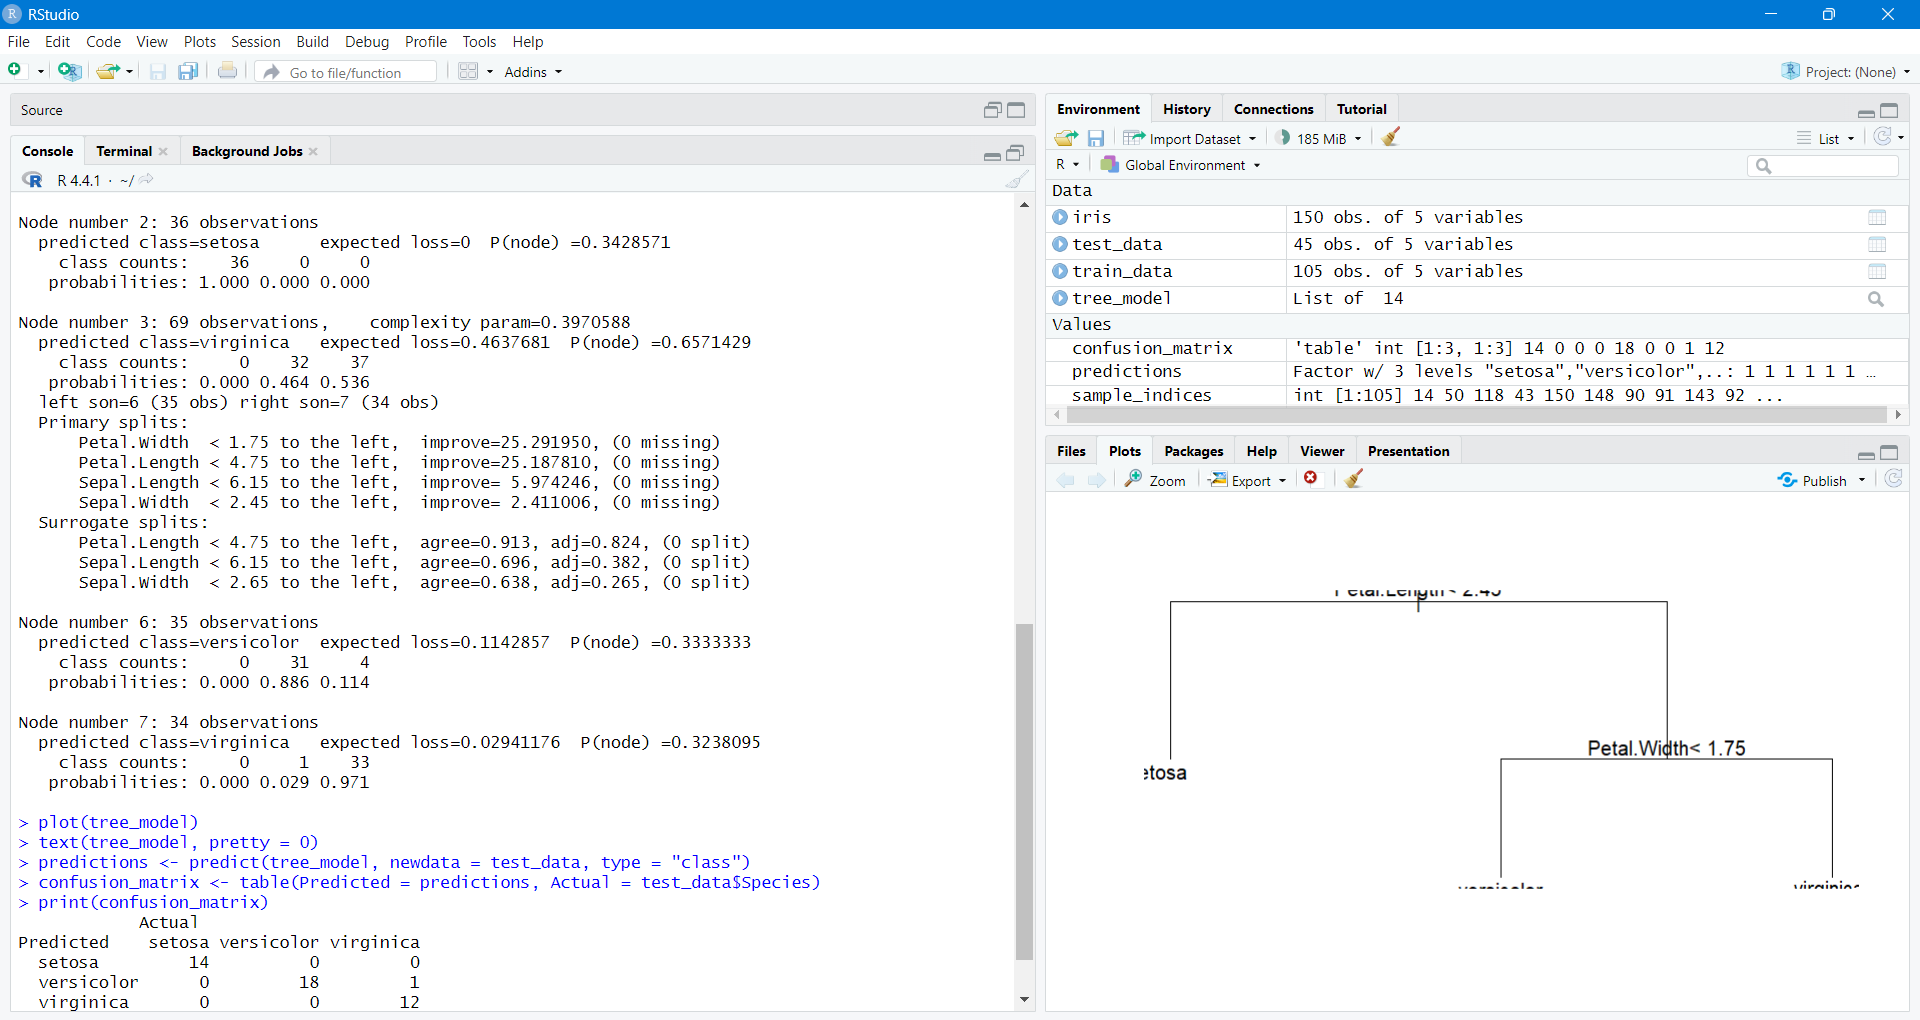 RStudio
File Edit Code View Plots Session Build Debug Profile Tools Help
Go to file/function Addins Project: (None)
Source
Console Terminal Background Jobs
R 4.4.1 · ~/
Node number 2: 36 observations
predicted class=setosa expected loss=0 P(node) =0.3428571
class counts: 36 0 0
probabilities: 1.000 0.000 0.000
Node number 3: 69 observations, complexity param=0.3970588
predicted class=virginica expected loss=0.4637681 P(node) =0.6571429
class counts: 0 32 37
probabilities: 0.000 0.464 0.536
left son=6 (35 obs) right son=7 (34 obs)
Primary splits:
Petal.Width < 1.75 to the left, improve=25.291950, (0 missing)
Petal.Length < 4.75 to the left, improve=25.187810, (0 missing)
Sepal.Length < 6.15 to the left, improve= 5.974246, (0 missing)
Sepal.Width < 2.45 to the left, improve= 2.411006, (0 missing)
Surrogate splits:
Petal.Length < 4.75 to the left, agree=0.913, adj=0.824, (0 split)
Sepal.Length < 6.15 to the left, agree=0.696, adj=0.382, (0 split)
Sepal.Width < 2.65 to the left, agree=0.638, adj=0.265, (0 split)
Node number 6: 35 observations
predicted class=versicolor expected loss=0.1142857 P(node) =0.3333333
class counts: 0 31 4
probabilities: 0.000 0.886 0.114
Node number 7: 34 observations
predicted class=virginica expected loss=0.02941176 P(node) =0.3238095
class counts: 0 1 33
probabilities: 0.000 0.029 0.971
> plot(tree_model)
> text(tree_model, pretty = 0)
> predictions <- predict(tree_model, newdata = test_data, type = "class")
> confusion_matrix <- table(Predicted = predictions, Actual = test_data$Species)
> print(confusion_matrix)
Actual
Predicted setosa versicolor virginica
setosa 14 0 0
versicolor 0 18 1
virginica 0 0 12
Environment History Connections Tutorial
Import Dataset 185 MiB List
R Global Environment
Data
iris 150 obs. of 5 variables
test_data 45 obs. of 5 variables
train_data 105 obs. of 5 variables
tree_model List of 14
Values
confusion_matrix 'table' int [1:3, 1:3] 14 0 0 0 18 0 0 1 12
predictions Factor w/ 3 levels "setosa","versicolor",..: 1 1 1 1 1 1 …
sample_indices int [1:105] 14 50 118 43 150 148 90 91 143 92 ...
Files Plots Packages Help Viewer Presentation
Zoom Export Publish
Petal.Length< 2.45
etosa
Petal.Width< 1.75
versicolor
virginic